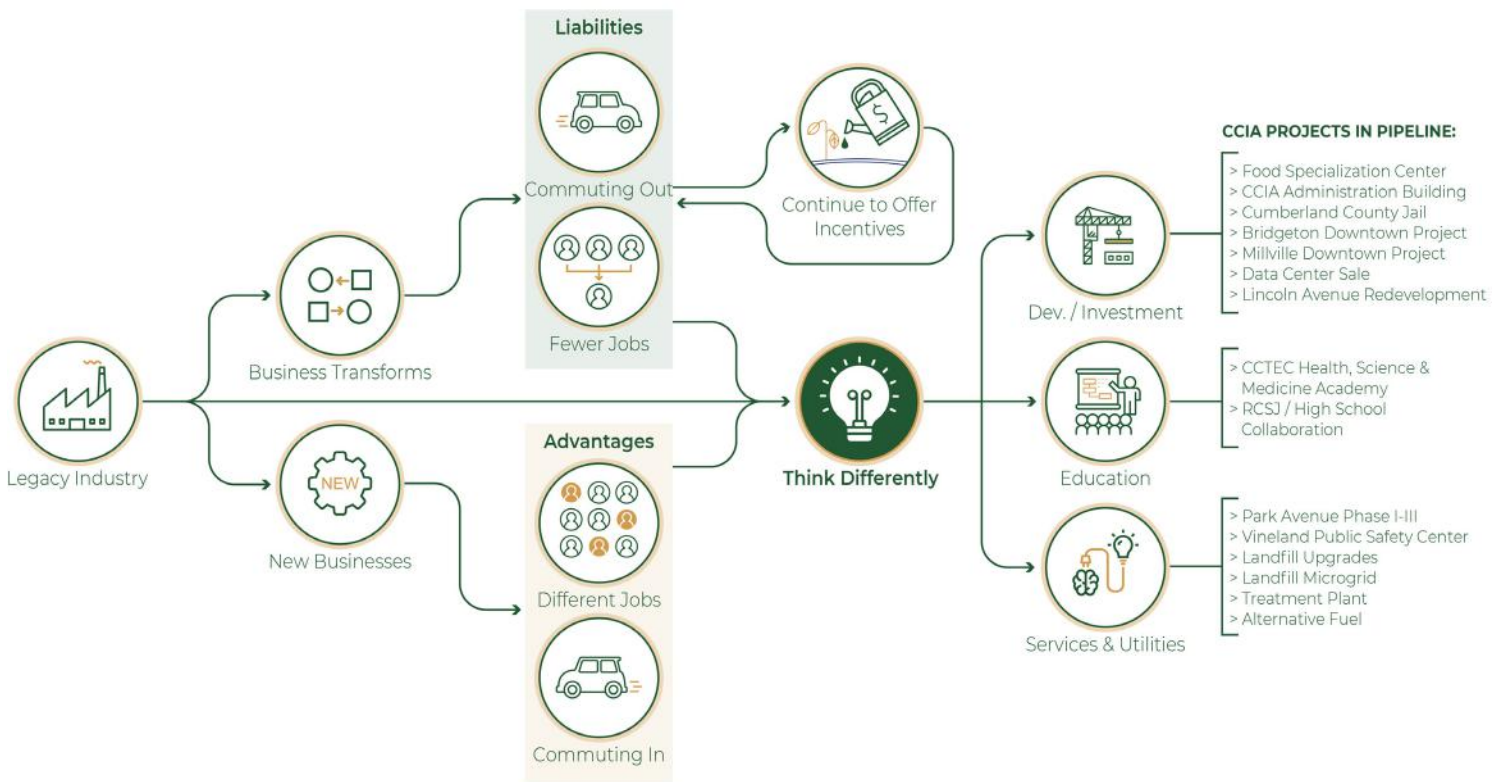 Liabilities
Commuting Out
Fewer Jobs
$
Continue to Offer
Incentives
Business Transforms
Legacy Industry
NEW
New Businesses
Advantages
Different Jobs
Commuting In
Think Differently
Dev. / Investment
Education
Services & Utilities
CCIA PROJECTS IN PIPELINE:
> Food Specialization Center
> CCIA Administration Building
> Cumberland County Jail
> Bridgeton Downtown Project
> Millville Downtown Project
> Data Center Sale
> Lincoln Avenue Redevelopment
> CCTEC Health, Science &
Medicine Academy
> RCSJ / High School
Collaboration
> Park Avenue Phase I-III
> Vineland Public Safety Center
> Landfill Upgrades
> Landfill Microgrid
> Treatment Plant
> Alternative Fuel